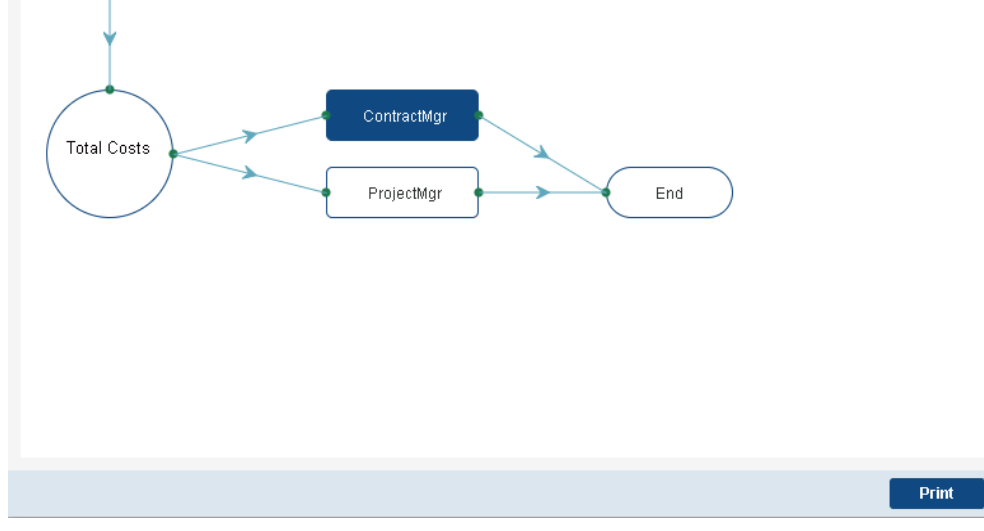 ContractMgr
Total Costs
ProjectMgr
End
Print